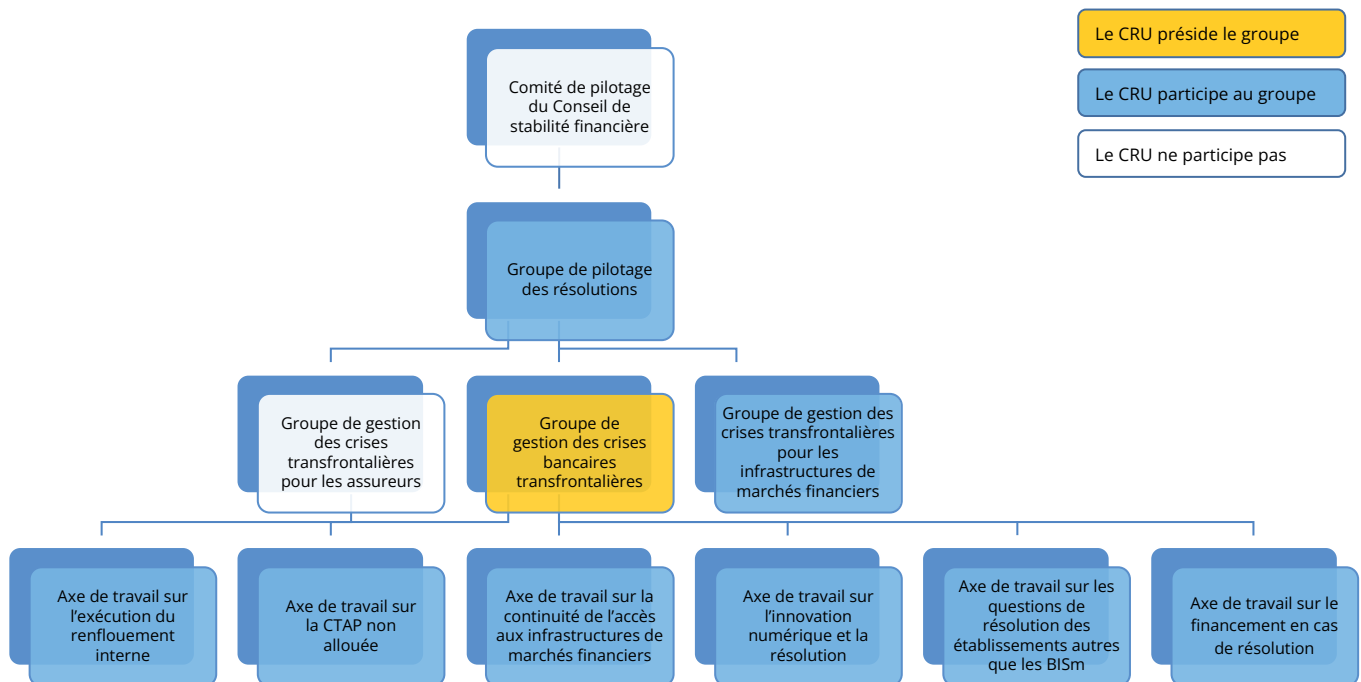 Le CRU préside le groupe
Le CRU participe au groupe
Le CRU ne participe pas
Comité de pilotage
du Conseil de
stabilité financière
Groupe de pilotage
des résolutions
Groupe de gestion
des crises
transfrontalières
pour les assureurs
Groupe de
gestion des crises
bancaires
transfrontalières
Groupe de gestion des
crises transfrontalières
pour les
infrastructures de
marchés financiers
Axe de travail sur
l’exécution du
renflouement
interne
Axe de travail sur
la CTAP non
allouée
Axe de travail sur la
continuité de l’accès
aux infrastructures de
marchés financiers
Axe de travail sur
l’innovation
numérique et la
résolution
Axe de travail sur les
questions de
résolution des
établissements autres
que les BISm
Axe de travail sur le
financement en cas
de résolution